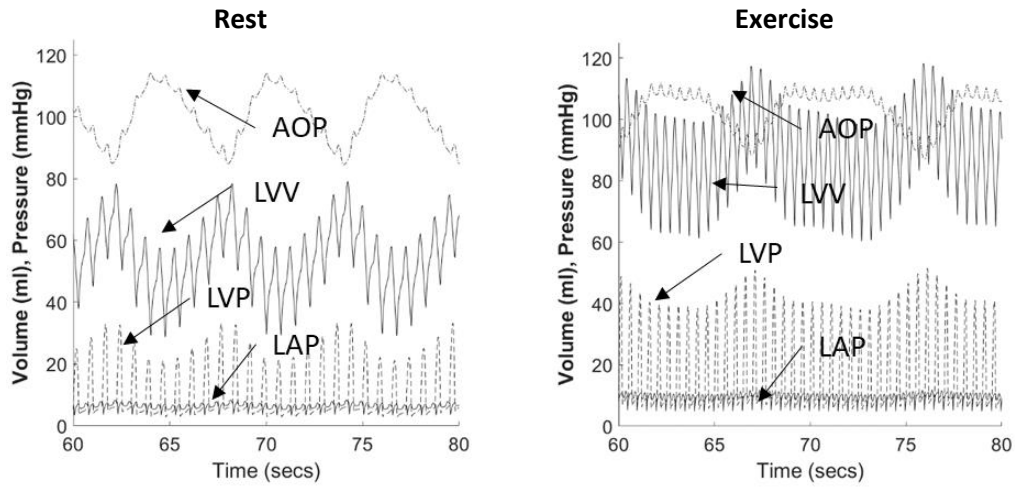 Rest
Volume (ml), Pressure (mmHg)
120
100
80
60
40
20
0
AOP
LVV
LVP
LAP
60
65
70
75
80
Time (secs)
Exercise
Volume (ml), Pressure (mmHg)
120
100
80
60
40
20
0
AOP
LVV
LVP
LAP
60
65
70
75
80
Time (secs)